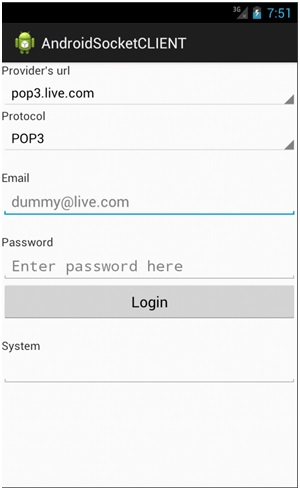 3G 7:51
AndroidSocketCLIENT
Provider's url
pop3.live.com
Protocol
POP3
Email
dummy@live.com
Password
Enter password here
Login
System